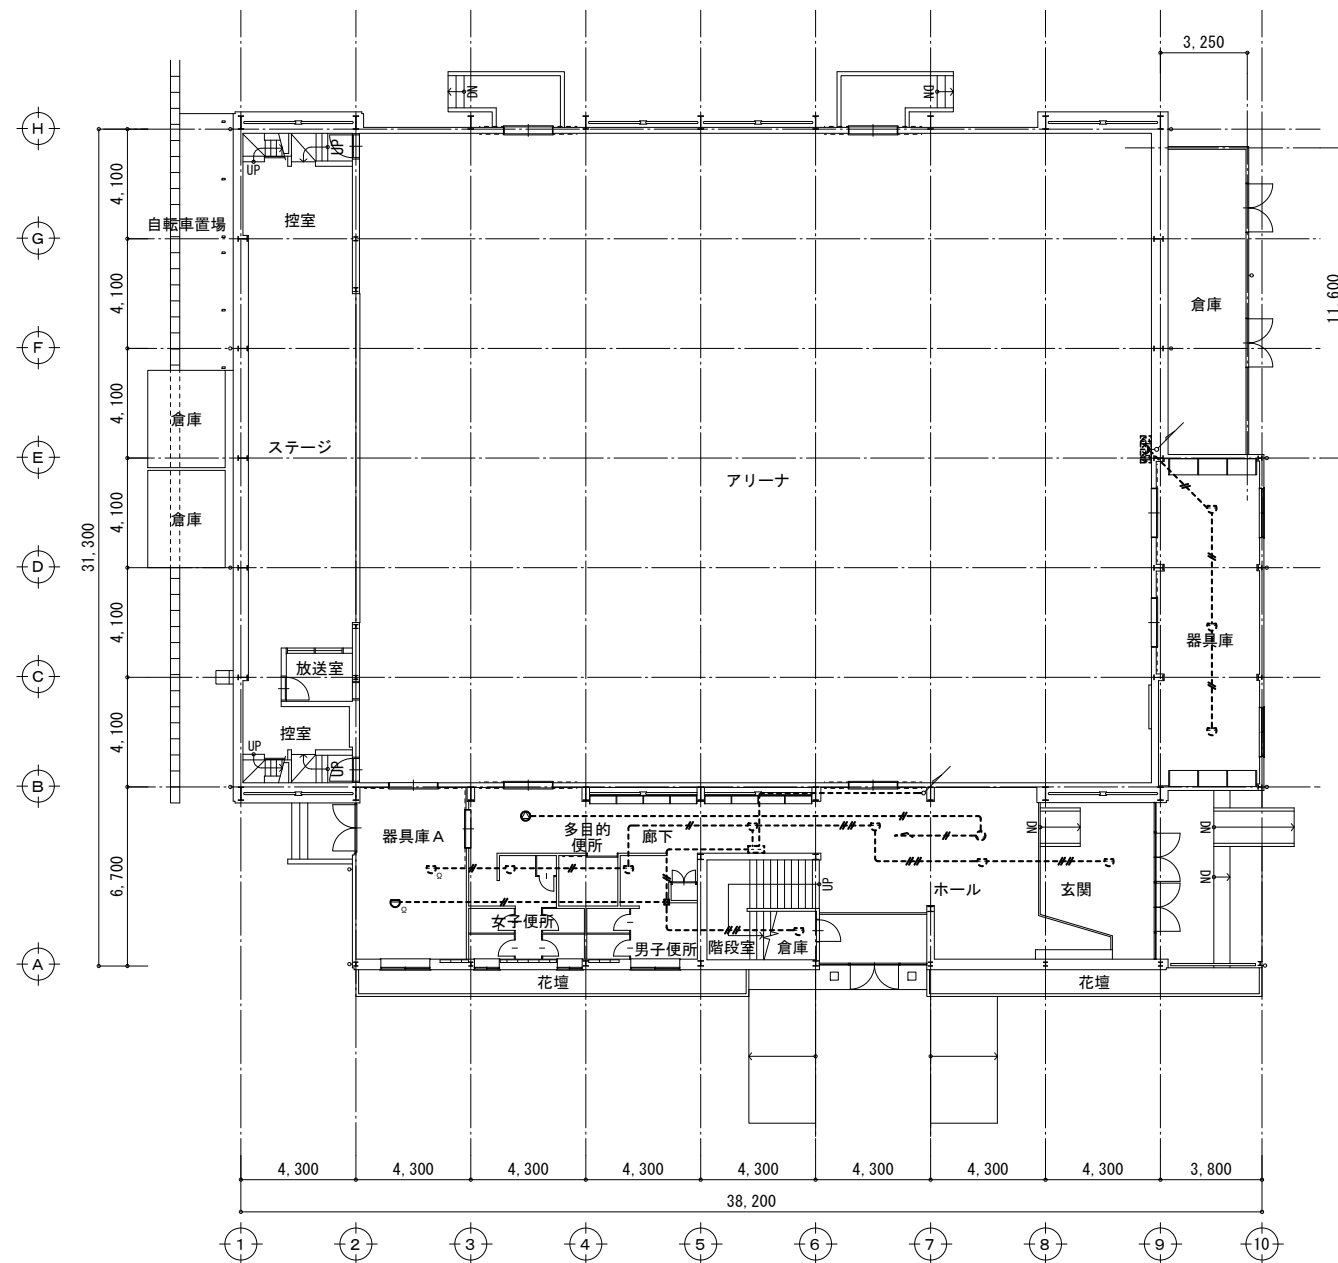 3,250
H
DN
DN
UP
UP
4,100
自転車置場
控室
G
4,100
倉庫
11,600
F
4,100
倉庫
ステージ
E
アリーナ
4,100
倉庫
31,300
D
4,100
器具庫
放送室
C
4,100
控室
UP
UP
B
器具庫A
多目的
便所
廊下
DN
DN
6,700
UP
ホール
玄関
DN
女子便所
男子便所
階段室
倉庫
A
花壇
花壇
4,300
4,300
4,300
4,300
4,300
4,300
4,300
4,300
3,800
38,200
1
2
3
4
5
6
7
8
9
10